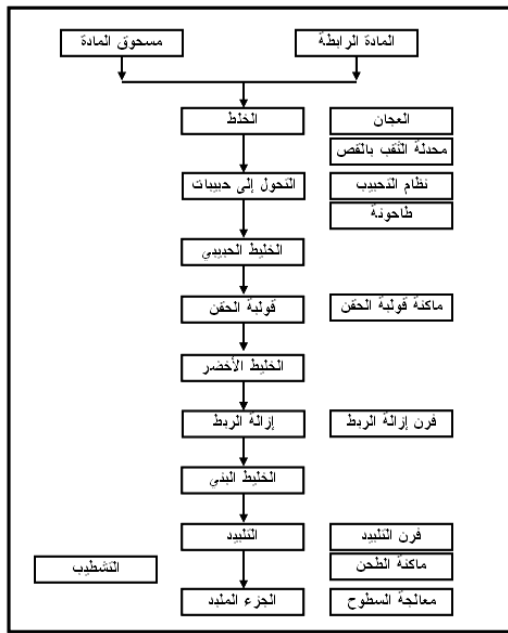 المادة الرابطة
مسحوق المادة
الخلط
العجان
محدلة الثقب بالقص
التحول إلى حبيبات
نظام التحبيب
طاحونة
الخليط الحبيبي
قولبة الحقن
ماكنة قولبة الحقن
الخليط الأخضر
إزالة الربط
فرن إزالة الربط
الخليط البني
التلبيد
فرن التلبيد
ماكنة الطحن
التشطيب
الجزء الملبد
معالجة السطوح